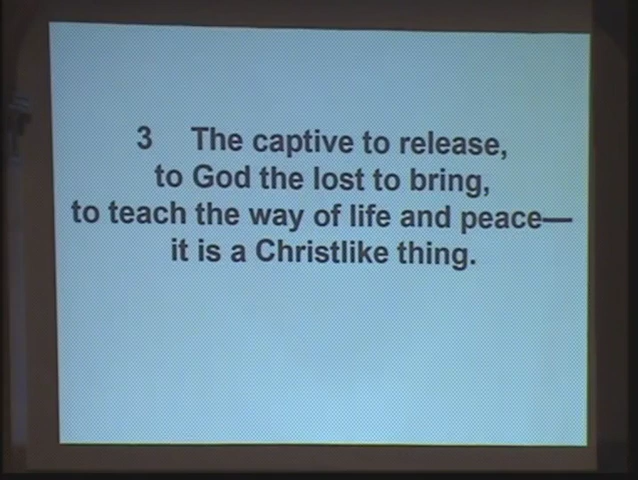 3 The captive to release,
to God the lost to bring,
to teach the way of life and peace—
it is a Christlike thing.